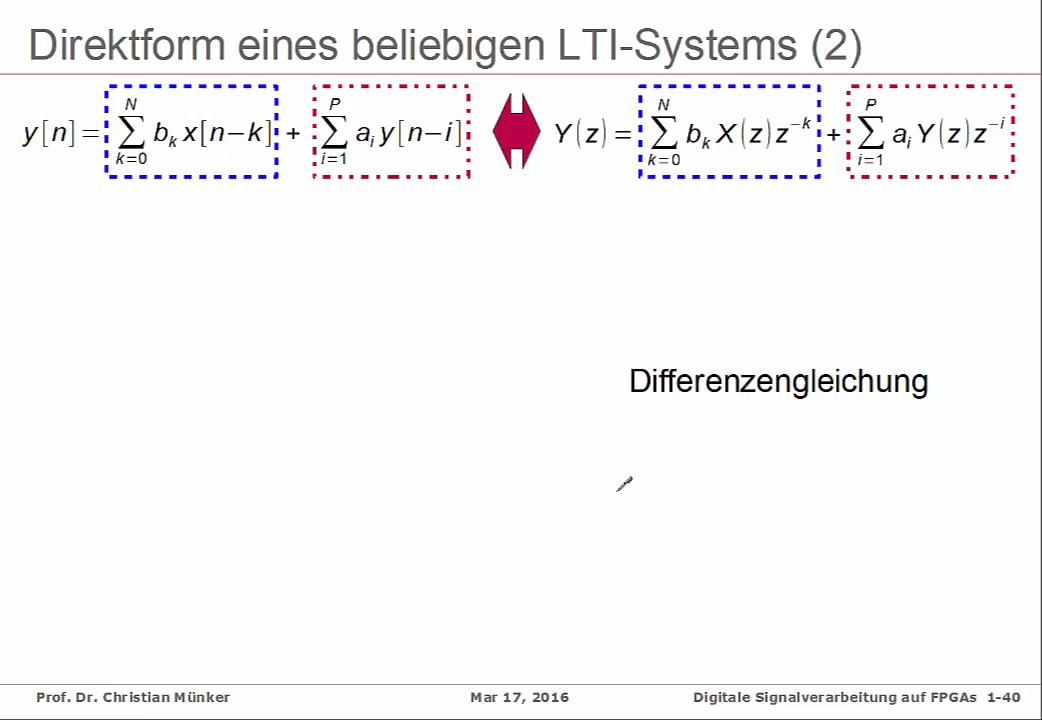 Direktform eines beliebigen LTI-Systems (2)
y[n] = ∑_{k=0}^{N} b_k x[n−k] + ∑_{i=1}^{P} a_i y[n−i] Y(z) = ∑_{k=0}^{N} b_k X(z) z^{−k} + ∑_{i=1}^{P} a_i Y(z) z^{−i}
Differenzengleichung
Prof. Dr. Christian Münker Mar 17, 2016 Digitale Signalverarbeitung auf FPGAs 1-40